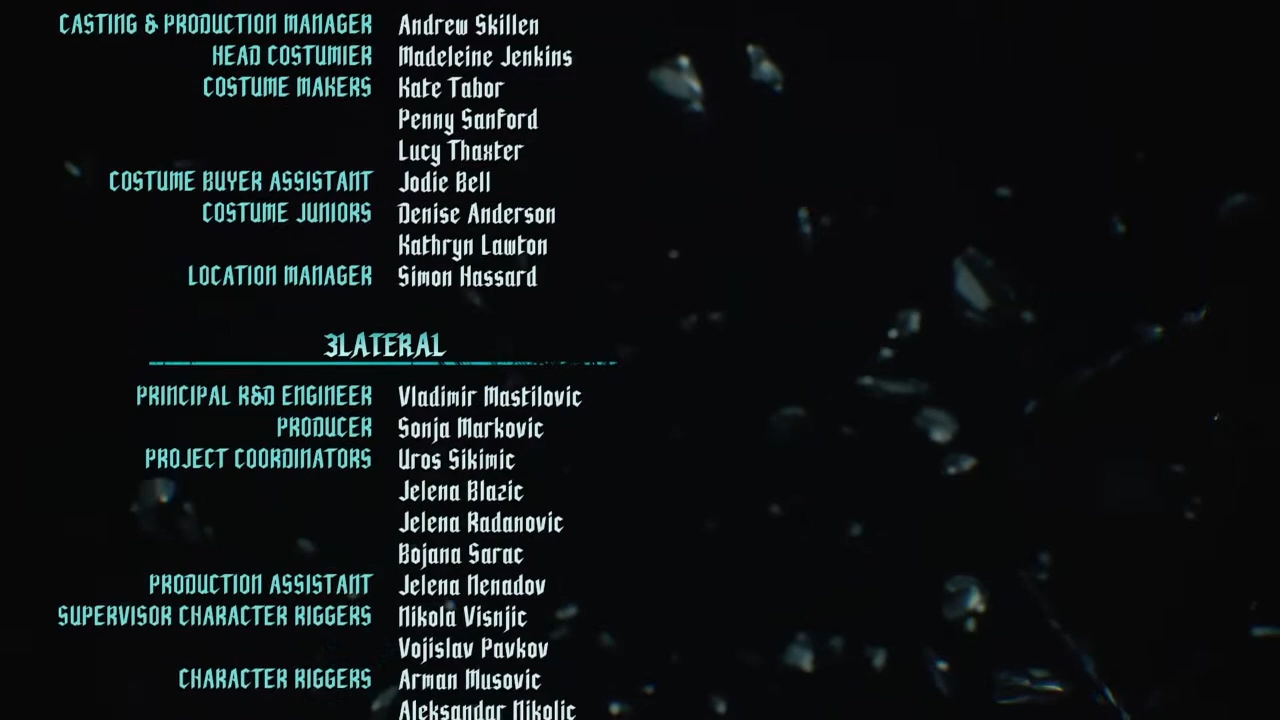 CASTING & PRODUCTION MANAGER Andrew Skillen
HEAD COSTUMIER Madeleine Jenkins
COSTUME MAKERS Kate Tabor
Penny Sanford
Lucy Thaxter
COSTUME BUYER ASSISTANT Jodie Bell
COSTUME JUNIORS Denise Anderson
Kathryn Lawton
LOCATION MANAGER Simon Hassard
3LATERAL
PRINCIPAL R&D ENGINEER Vladimir Mastilovic
PRODUCER Sonja Markovic
PROJECT COORDINATORS Uros Sikimic
Jelena Blazic
Jelena Radanovic
Bojana Sarac
PRODUCTION ASSISTANT Jelena Nenadov
SUPERVISOR CHARACTER RIGGERS Nikola Visnjic
Vojislav Pavkov
CHARACTER RIGGERS Arman Musovic
Aleksandar Nikolic